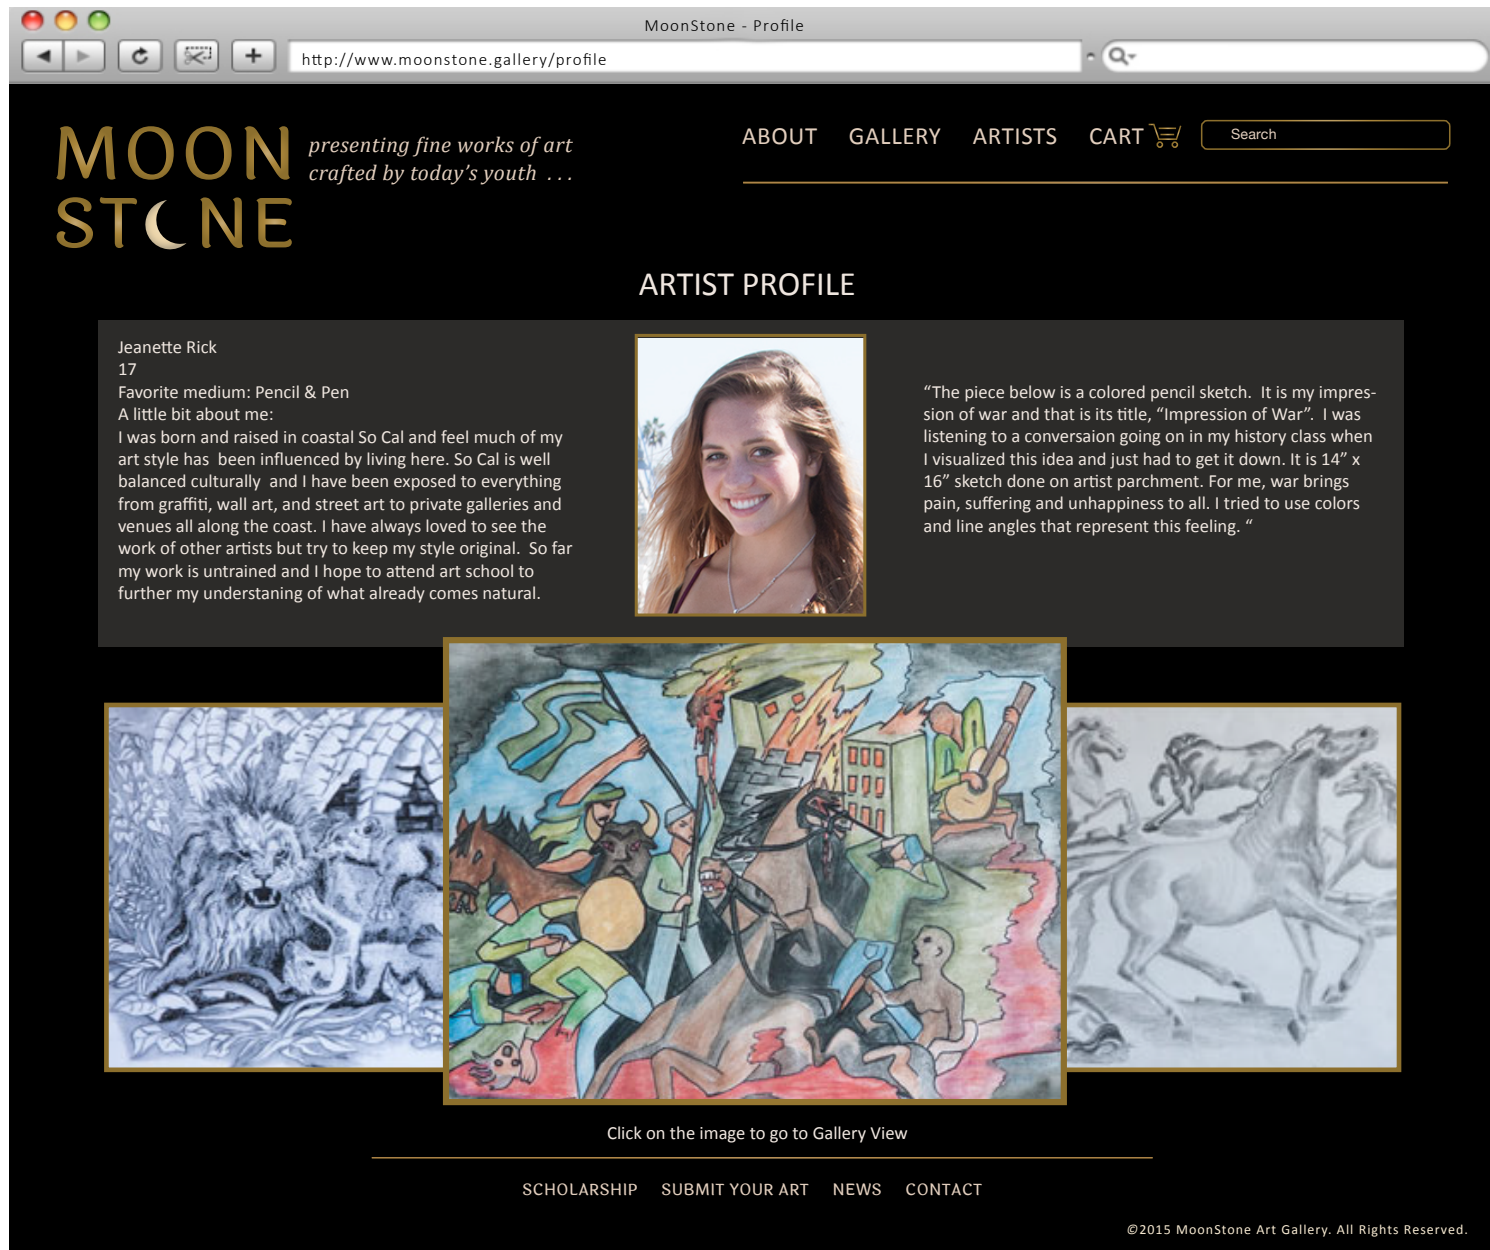 MoonStone - Profile
http://www.moonstone.gallery/profile
MOON
STONE
presenting fine works of art
crafted by today's youth . . .
ABOUT GALLERY ARTISTS CART Search
ARTIST PROFILE
Jeanette Rick
17
Favorite medium: Pencil & Pen
A little bit about me:
I was born and raised in coastal So Cal and feel much of my
art style has  been influenced by living here. So Cal is well
balanced culturally  and I have been exposed to everything
from graffiti, wall art, and street art to private galleries and
venues all along the coast. I have always loved to see the
work of other artists but try to keep my style original.  So far
my work is untrained and I hope to attend art school to
further my understaning of what already comes natural.
“The piece below is a colored pencil sketch.  It is my impres-
sion of war and that is its title, “Impression of War”.  I was
listening to a conversaion going on in my history class when
I visualized this idea and just had to get it down. It is 14” x
16” sketch done on artist parchment. For me, war brings
pain, suffering and unhappiness to all. I tried to use colors
and line angles that represent this feeling. “
Click on the image to go to Gallery View
SCHOLARSHIP SUBMIT YOUR ART NEWS CONTACT
©2015 MoonStone Art Gallery. All Rights Reserved.